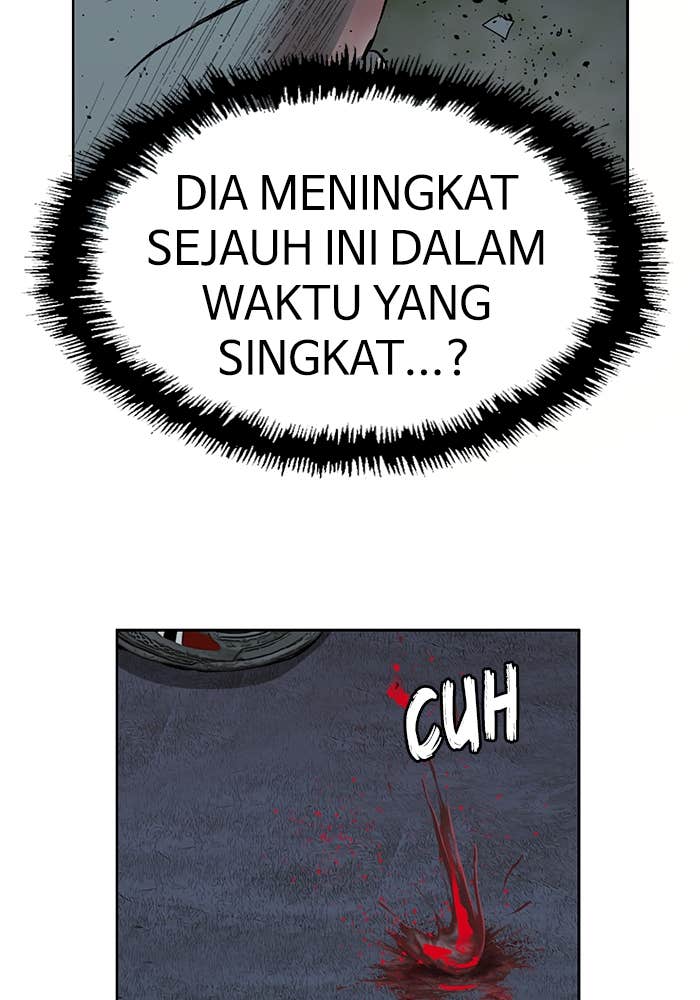 DIA MENINGKAT
SEJAUH INI DALAM
WAKTU YANG
SINGKAT...?
CUH